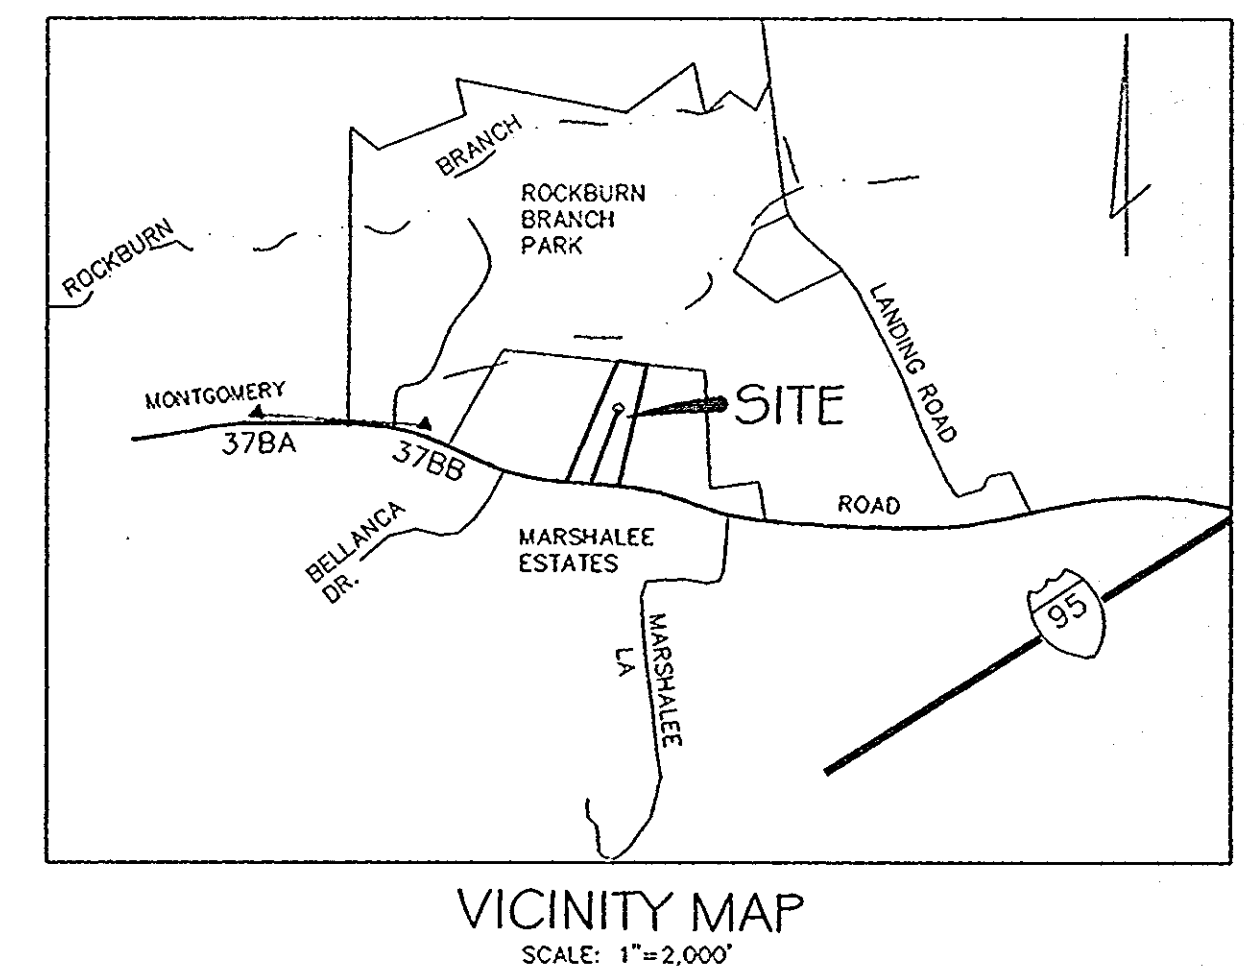 BRANCH
ROCKBURN
BRANCH
PARK
ROCKBURN
LANDING ROAD
MONTGOMERY
SITE
37BA
37BB
ROAD
BELLANCA
DR.
MARSHALEE
ESTATES
95
MARSHALEE
LA
VICINITY MAP
SCALE: 1"=2,000'